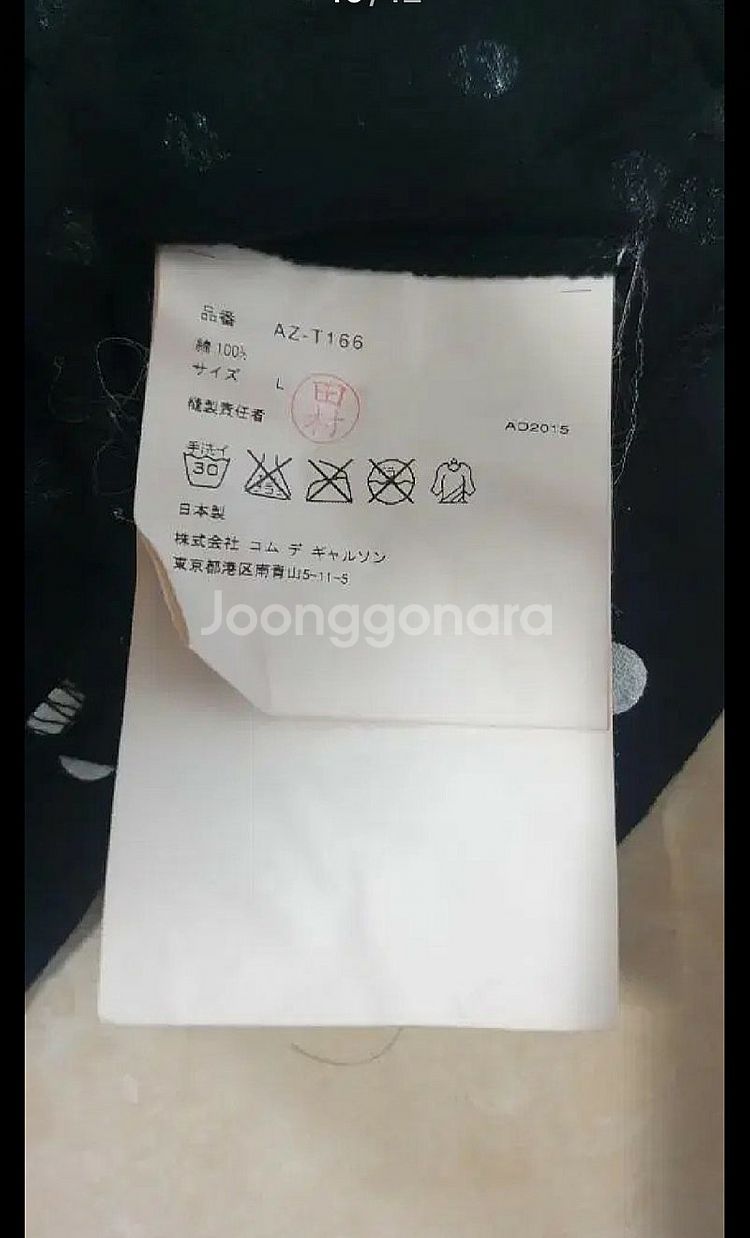 品番 AZ-T166
綿 100%
サイズ L
縫製責任者 田村
AD2015
手洗イ
30
日本製
株式会社 コム デ ギャルソン
東京都港区南青山5-11-5
Joonggonara